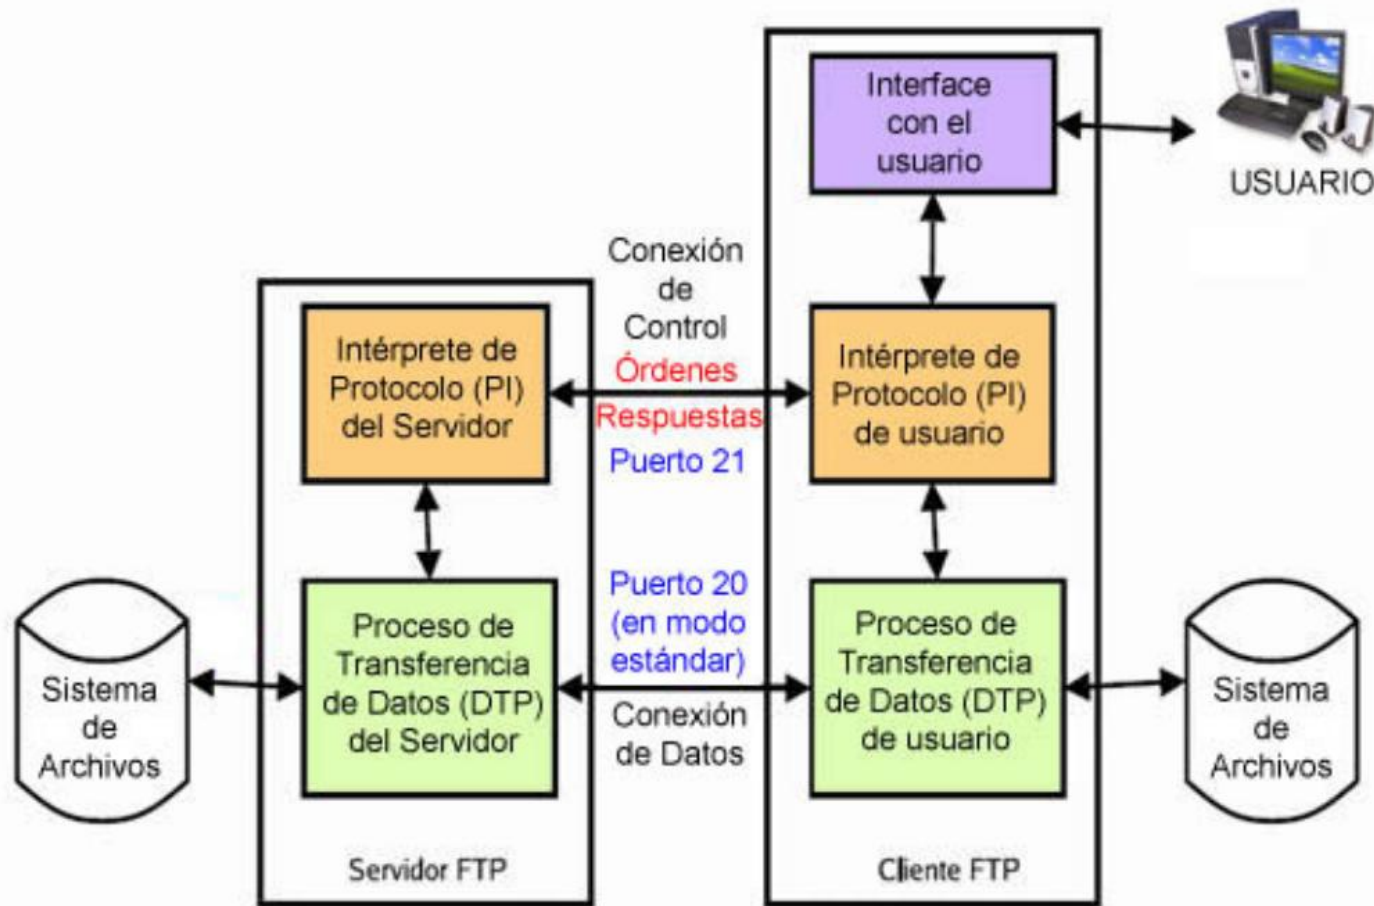 Interface
con el
usuario
USUARIO
Conexión
de
Control
Órdenes
Respuestas
Puerto 21
Intérprete de
Protocolo (PI)
del Servidor
Intérprete de
Protocolo (PI)
de usuario
Puerto 20
(en modo
estándar)
Conexión
de Datos
Sistema
de
Archivos
Proceso de
Transferencia
de Datos (DTP)
del Servidor
Proceso de
Transferencia
de Datos (DTP)
de usuario
Sistema
de
Archivos
Servidor FTP
Cliente FTP